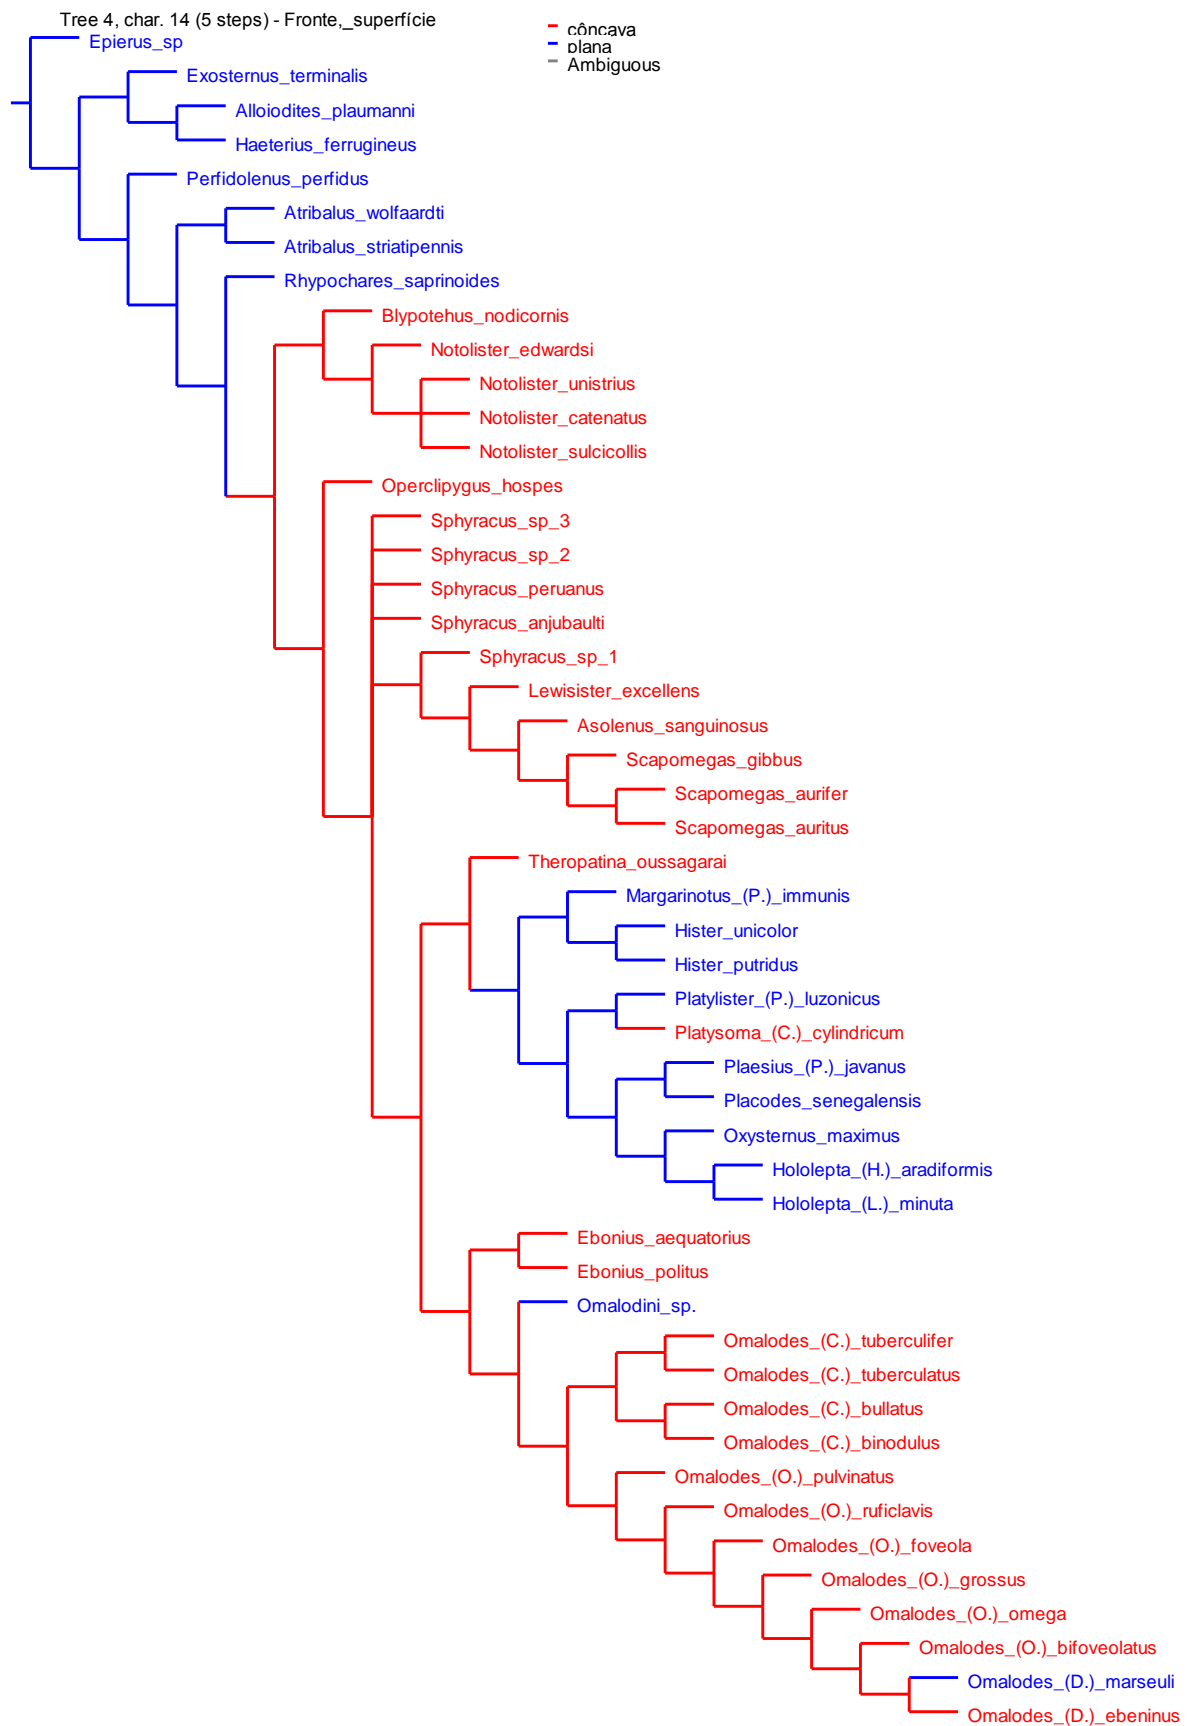 Tree 4, char. 14 (5 steps) - Fronte,_superfície
côncava
plana
Ambiguous
Epierus_sp
Exosternus_terminalis
Alloiodites_plaumanni
Haeterius_ferrugineus
Perfidolenus_perfidus
Atribalus_wolfaardti
Atribalus_striatipennis
Rhypochares_saprinoides
Blypotehus_nodicornis
Notolister_edwardsi
Notolister_unistrius
Notolister_catenatus
Notolister_sulcicollis
Operclipygus_hospes
Sphyracus_sp_3
Sphyracus_sp_2
Sphyracus_peruanus
Sphyracus_anjubaulti
Sphyracus_sp_1
Lewisister_excellens
Asolenus_sanguinosus
Scapomegas_gibbus
Scapomegas_aurifer
Scapomegas_auritus
Theropatina_oussagarai
Margarinotus_(P.)_immunis
Hister_unicolor
Hister_putridus
Platylister_(P.)_luzonicus
Platysoma_(C.)_cylindricum
Plaesius_(P.)_javanus
Placodes_senegalensis
Oxysternus_maximus
Hololepta_(H.)_aradiformis
Hololepta_(L.)_minuta
Ebonius_aequatorius
Ebonius_politus
Omalodini_sp.
Omalodes_(C.)_tuberculifer
Omalodes_(C.)_tuberculatus
Omalodes_(C.)_bullatus
Omalodes_(C.)_binodulus
Omalodes_(O.)_pulvinatus
Omalodes_(O.)_ruficlavis
Omalodes_(O.)_foveola
Omalodes_(O.)_grossus
Omalodes_(O.)_omega
Omalodes_(O.)_bifoveolatus
Omalodes_(D.)_marseuli
Omalodes_(D.)_ebeninus